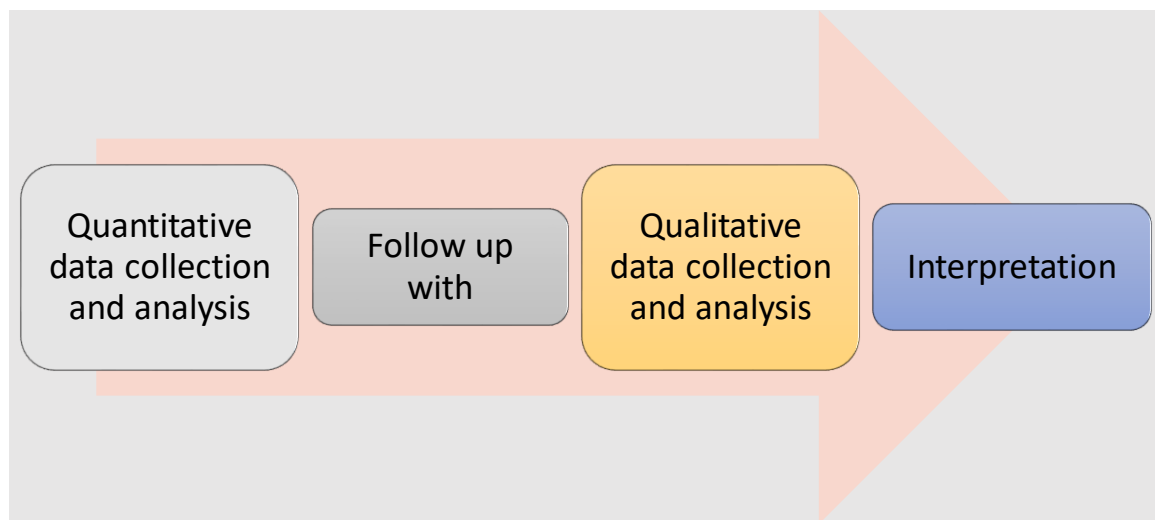 Quantitative
data collection
and analysis
Follow up
with
Qualitative
data collection
and analysis
Interpretation